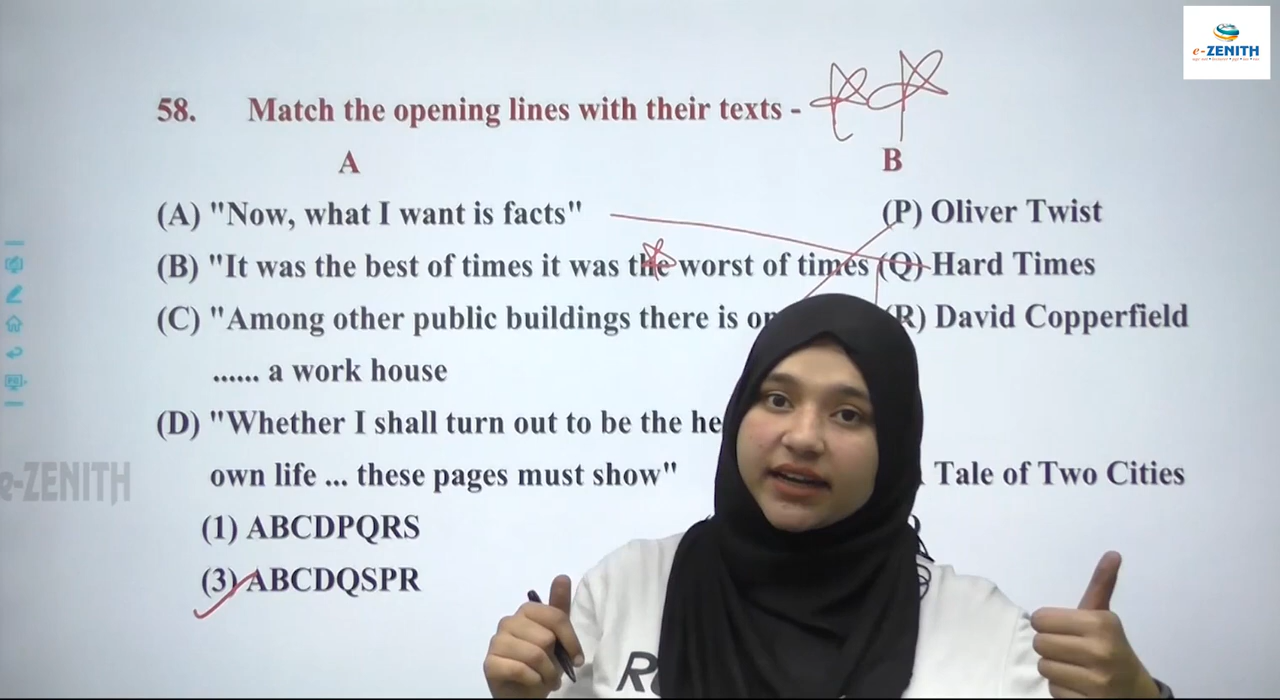 e-ZENITH
58. Match the opening lines with their texts -
A B
(A) "Now, what I want is facts" (P) Oliver Twist
(B) "It was the best of times it was the worst of times (Q) Hard Times
(C) "Among other public buildings there is (R) David Copperfield
...... a work house
(D) "Whether I shall turn out to be the
own life ... these pages must show" Tale of Two Cities
e-ZENITH
(1) ABCDPQRS
(3) ABCDQSPR